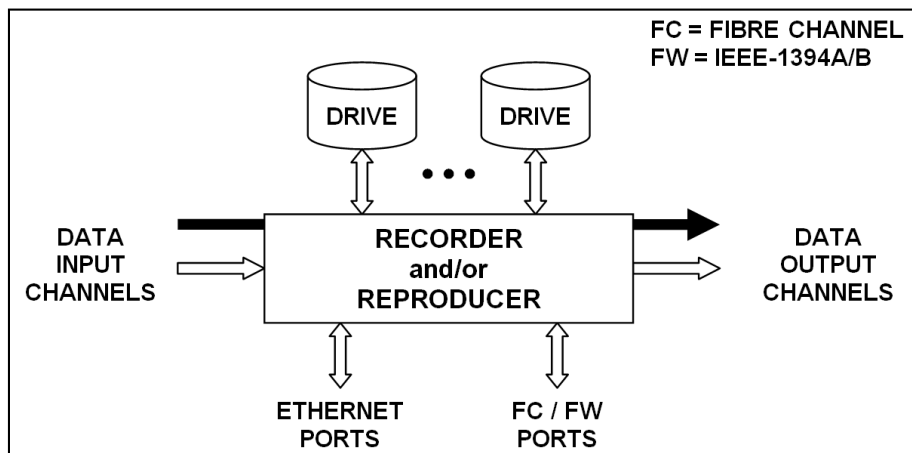 FC = FIBRE CHANNEL
FW = IEEE-1394A/B
DRIVE
DRIVE
DATA
INPUT
CHANNELS
RECORDER
and/or
REPRODUCER
DATA
OUTPUT
CHANNELS
ETHERNET
PORTS
FC / FW
PORTS